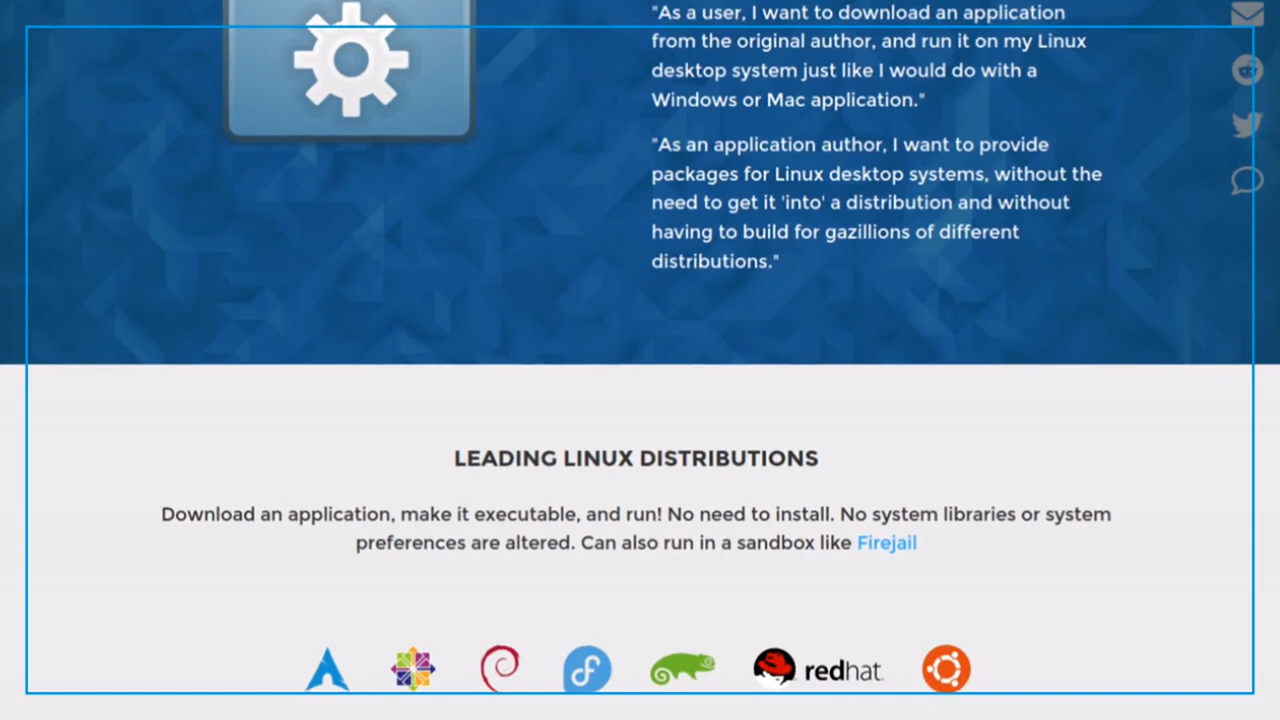 "As a user, I want to download an application
from the original author, and run it on my Linux
desktop system just like I would do with a
Windows or Mac application."
"As an application author, I want to provide
packages for Linux desktop systems, without the
need to get it 'into' a distribution and without
having to build for gazillions of different
distributions."
LEADING LINUX DISTRIBUTIONS
Download an application, make it executable, and run! No need to install. No system libraries or system
preferences are altered. Can also run in a sandbox like Firejail
redhat.